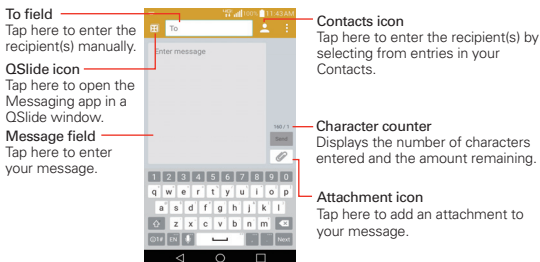 To field
Tap here to enter the
recipient(s) manually.
QSlide icon
Tap here to open the
Messaging app in a
QSlide window.
Message field
Tap here to enter
your message.
100% 11:43AM
To
Enter message
160 / 1
Send
1 2 3 4 5 6 7 8 9 0
q w e r t y u i o p
a s d f g h j k l
z x c v b n m
EN
Next
Contacts icon
Tap here to enter the recipient(s) by
selecting from entries in your
Contacts.
Character counter
Displays the number of characters
entered and the amount remaining.
Attachment icon
Tap here to add an attachment to
your message.